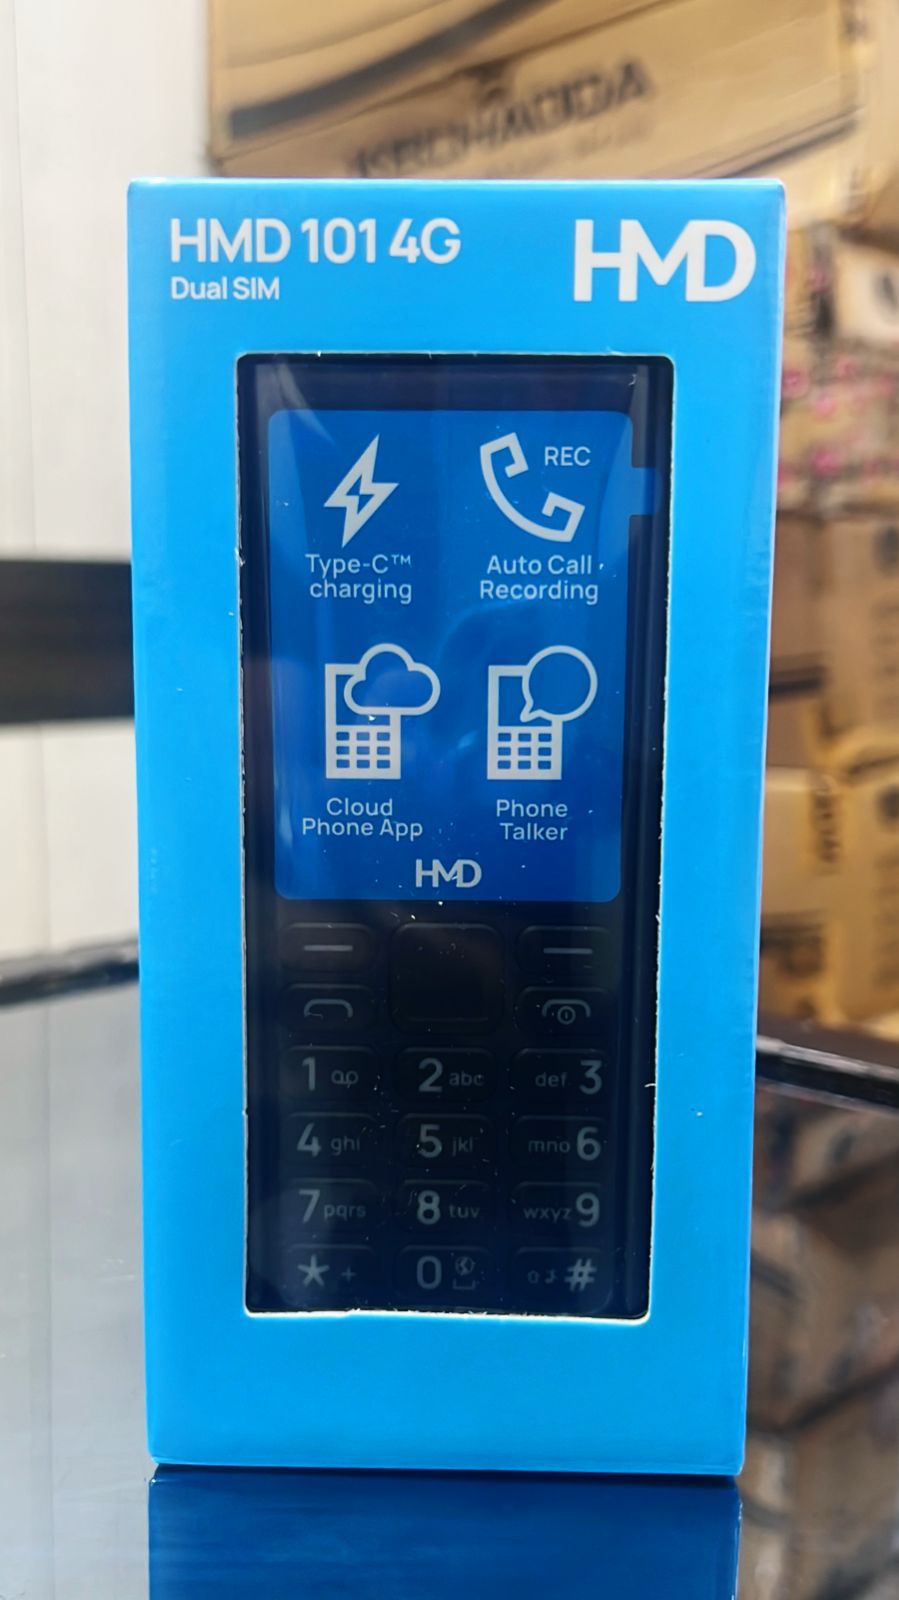 HMD 101 4G
Dual SIM
HMD
REC
Type-C™
charging
Auto Call
Recording
Cloud
Phone App
Phone
Talker
HMD
1
2 abc
def 3
4 ghi
5 jkl
mno 6
7 pqrs
8 tuv
wxyz 9
* +
0
#